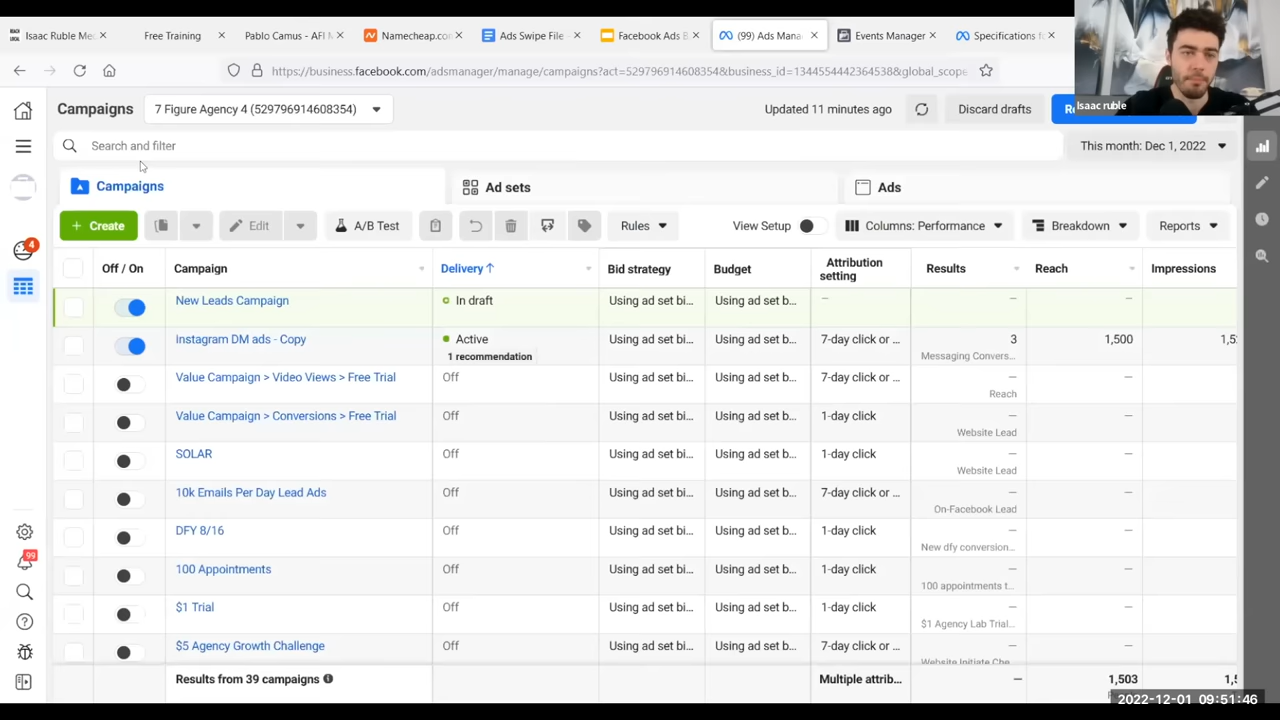 Isaac Ruble Me
Free Training
Pablo Camus - AFI M
Namecheap.co
Ads Swipe File -
Facebook Ads B
(99) Ads Mana
Events Manager
Specifications fo
https://business.facebook.com/adsmanager/manage/campaigns?act=529796914608354&business_id=1344554442364538&global_scope
Isaac ruble
Campaigns
7 Figure Agency 4 (529796914608354)
Updated 11 minutes ago
Discard drafts
Search and filter
This month: Dec 1, 2022
Campaigns
Ad sets
Ads
+ Create
Edit
A/B Test
Rules
View Setup
Columns: Performance
Breakdown
Reports
Off / On
Campaign
Delivery ↑
Bid strategy
Budget
Attribution
setting
Results
Reach
Impressions
New Leads Campaign
In draft
Using ad set bi...
Using ad set b...
—
—
—
Instagram DM ads - Copy
Active
1 recommendation
Using ad set bi...
Using ad set b...
7-day click or ...
3
Messaging Convers...
1,500
1,5
Value Campaign > Video Views > Free Trial
Off
Using ad set bi...
Using ad set b...
7-day click or ...
—
Reach
—
Value Campaign > Conversions > Free Trial
Off
Using ad set bi...
Using ad set b...
1-day click
—
Website Lead
—
SOLAR
Off
Using ad set bi...
Using ad set b...
1-day click
—
Website Lead
—
10k Emails Per Day Lead Ads
Off
Using ad set bi...
Using ad set b...
7-day click or ...
—
On-Facebook Lead
—
DFY 8/16
Off
Using ad set bi...
Using ad set b...
1-day click
—
New dfy conversion...
—
100 Appointments
Off
Using ad set bi...
Using ad set b...
1-day click
—
100 appointments t...
—
$1 Trial
Off
Using ad set bi...
Using ad set b...
1-day click
—
$1 Agency Lab Trial...
—
$5 Agency Growth Challenge
Off
Using ad set bi...
Using ad set b...
7-day click or ...
—
Website Initiate Che...
—
Results from 39 campaigns
Multiple attrib...
—
1,503
1,5
4
99
2022-12-01 09:51:46